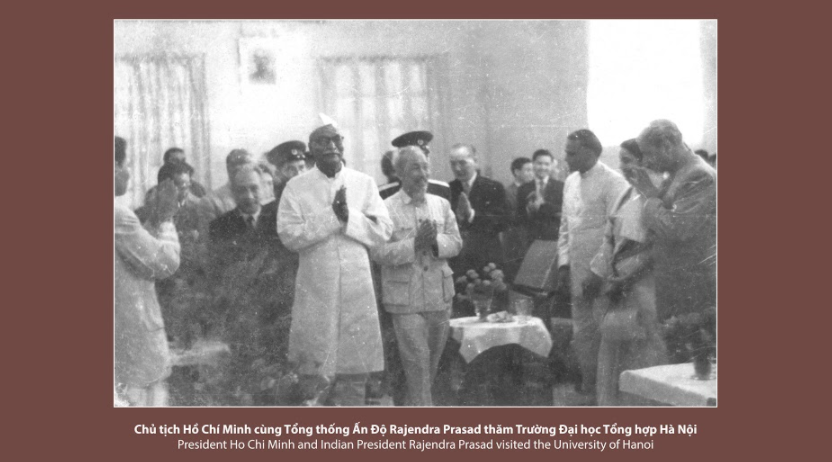 Chủ tịch Hồ Chí Minh cùng Tổng thống Ấn Độ Rajendra Prasad thăm Trường Đại học Tổng hợp Hà Nội
President Ho Chi Minh and Indian President Rajendra Prasad visited the University of Hanoi